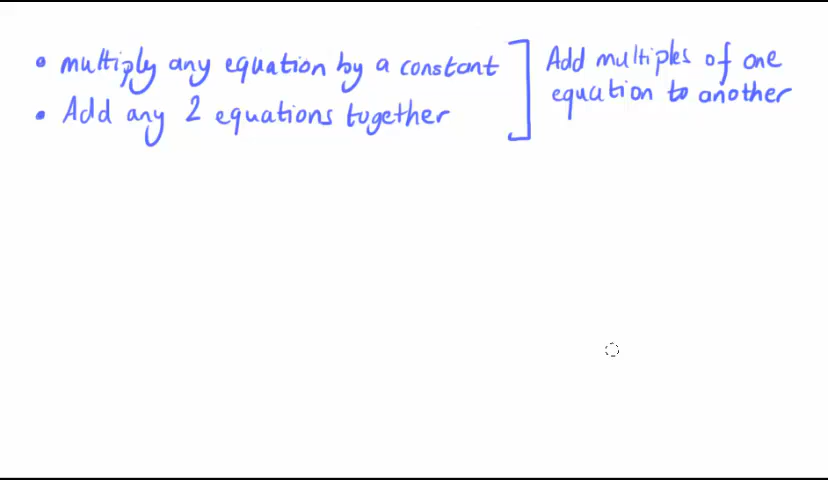 • multiply any equation by a constant
• Add any 2 equations together
Add multiples of one
equation to another